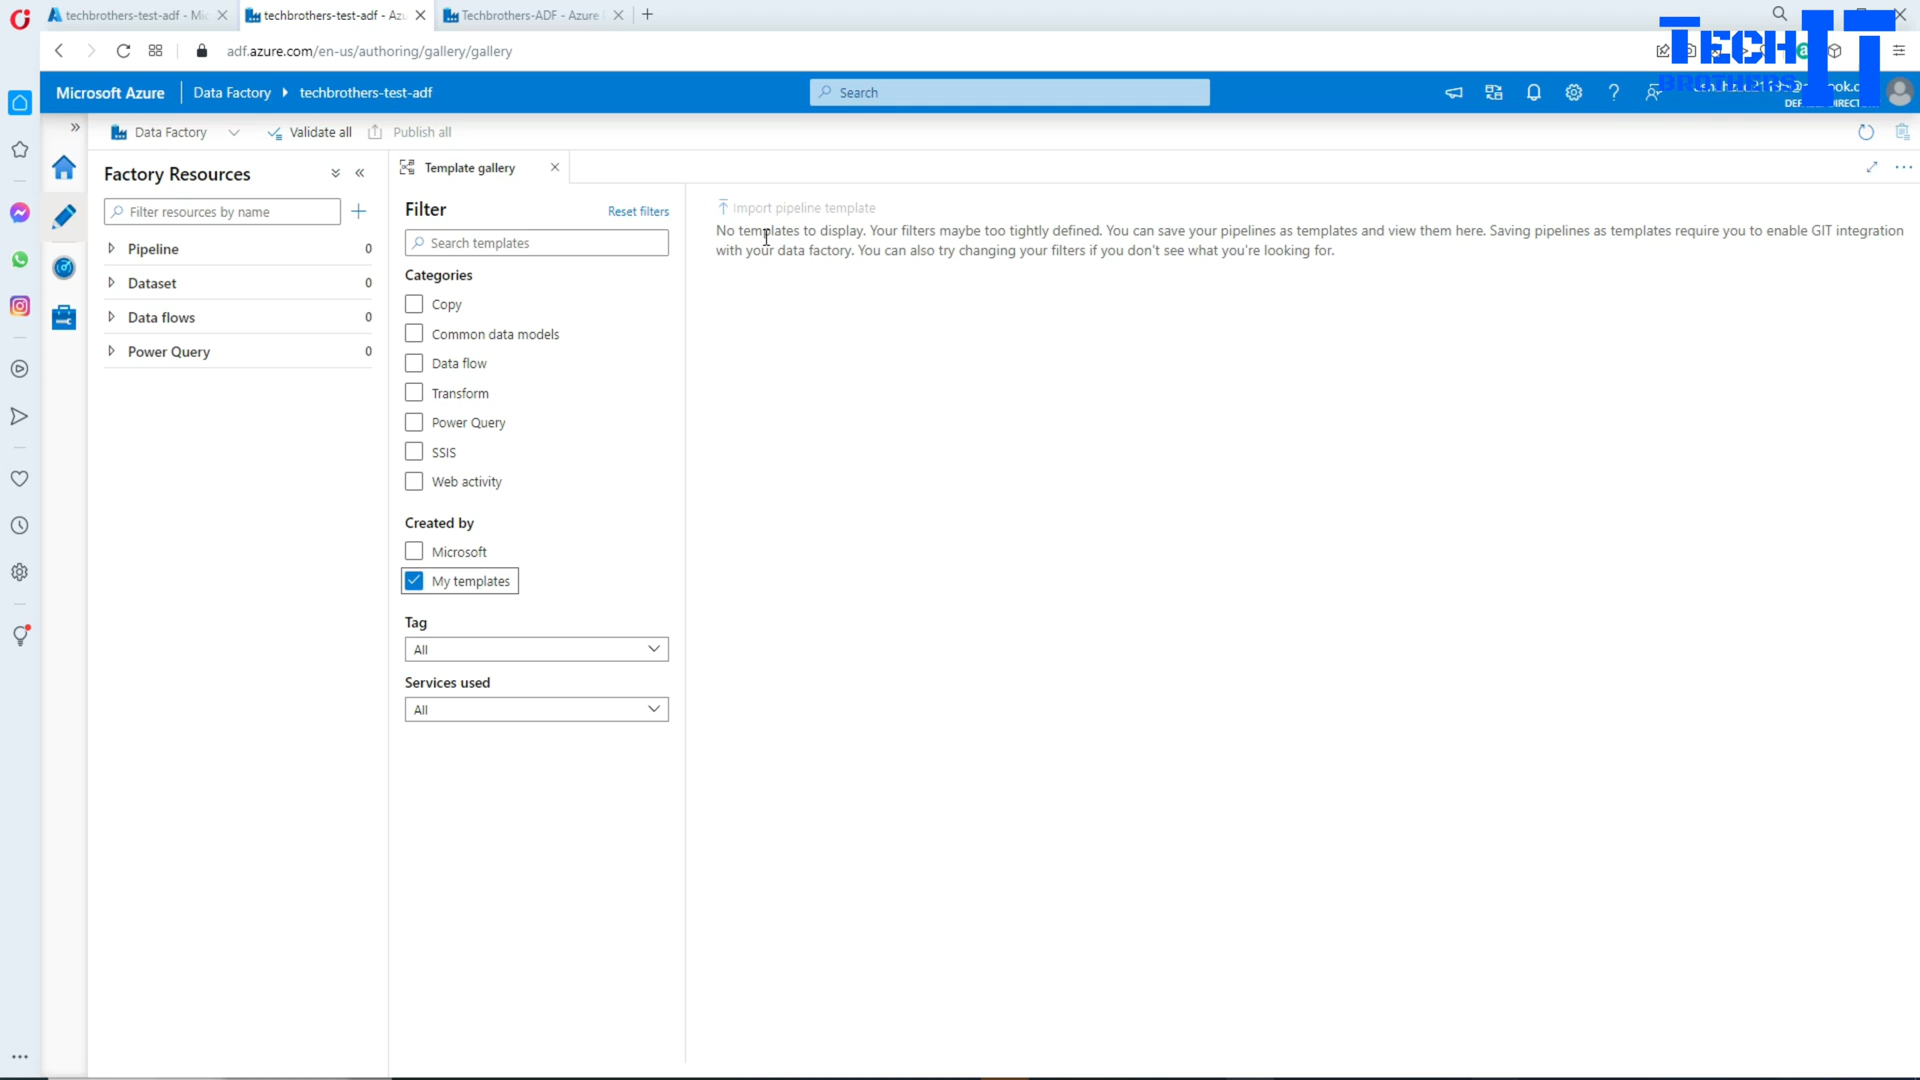 techbrothers-test-adf - Mic
techbrothers-test-adf - Azu
Techbrothers-ADF - Azure
adf.azure.com/en-us/authoring/gallery/gallery
TECH IT
BROTHERS
Microsoft Azure
Data Factory
techbrothers-test-adf
Search
Data Factory
Validate all
Publish all
Factory Resources
Filter resources by name
Pipeline 0
Dataset 0
Data flows 0
Power Query 0
Template gallery
Filter
Reset filters
Search templates
Categories
Copy
Common data models
Data flow
Transform
Power Query
SSIS
Web activity
Created by
Microsoft
My templates
Tag
All
Services used
All
Import pipeline template
No templates to display. Your filters maybe too tightly defined. You can save your pipelines as templates and view them here. Saving pipelines as templates require you to enable GIT integration
with your data factory. You can also try changing your filters if you don't see what you're looking for.